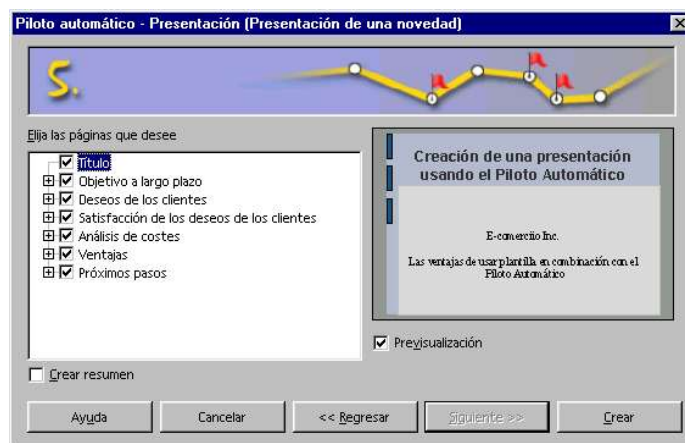 Piloto automático - Presentación (Presentación de una novedad)
S.
Elija las páginas que desee
Título
Objetivo a largo plazo
Deseos de los clientes
Satisfacción de los deseos de los clientes
Análisis de costes
Ventajas
Próximos pasos
Crear resumen
Creación de una presentación
usando el Piloto Automático
E-comerciio Inc.
Las ventajas de usar plantilla en combinación con el
Piloto Automático
Previsualización
Ayuda
Cancelar
<< Regresar
Siguiente >>
Crear